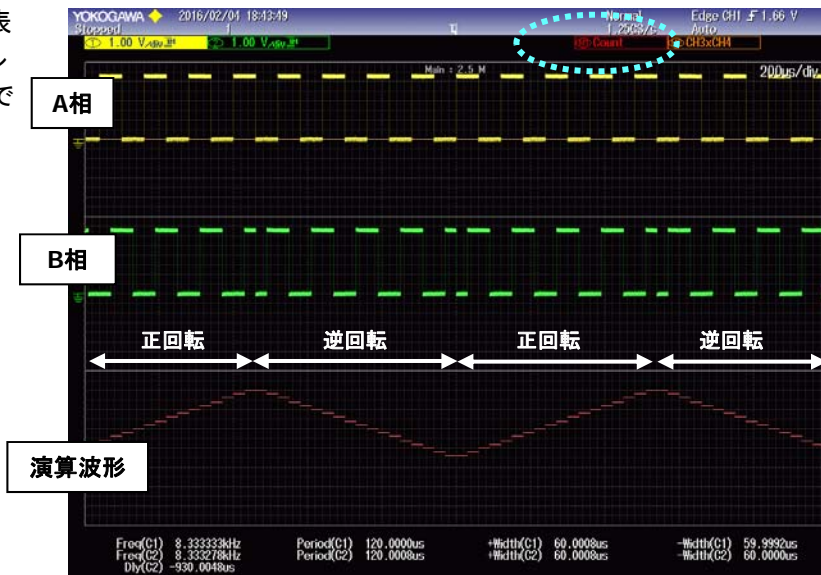 表
し
で
YOKOGAWA 2016/02/04 18:43:49
Stopped
Normal
1.25GS/s
Edge CH1 1.66 V
Auto
1.00 V
2 1.00 V
Count
CH3xCH4
Main : 2.5 M
200us/div
A相
B相
正回転 逆回転 正回転 逆回転
演算波形
Freq(C1) 8.333333kHz Period(C1) 120.0000us +Width(C1) 60.0008us -Width(C1) 59.9992us
Freq(C2) 8.333278kHz Period(C2) 120.0008us +Width(C2) 60.0008us -Width(C2) 60.0000us
Dly(C2) -930.0048us